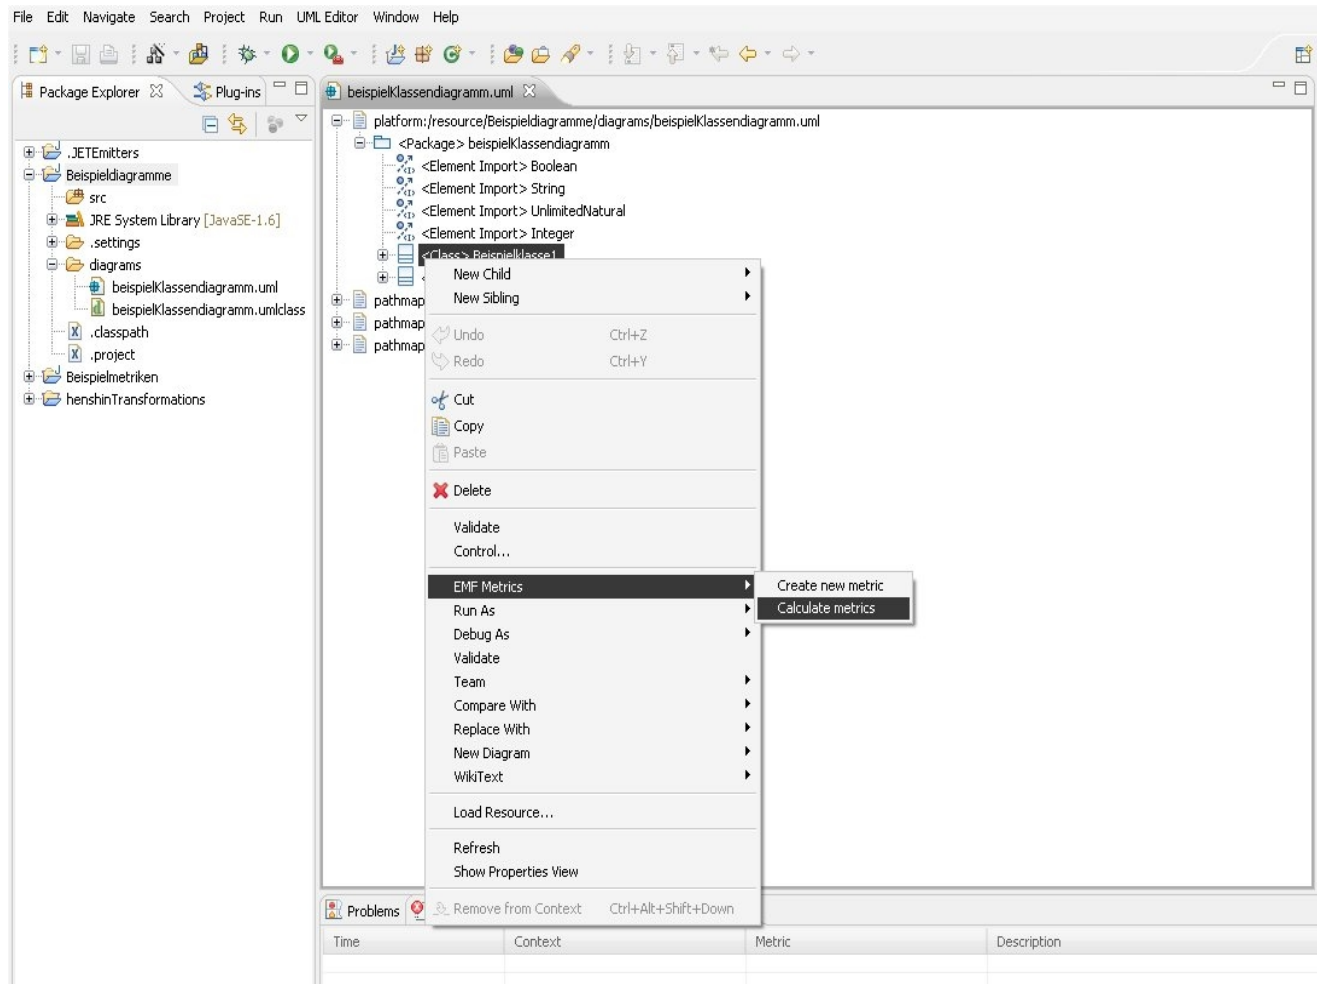 File Edit Navigate Search Project Run UML Editor Window Help
Package Explorer
Plug-ins
.JETEmitters
Beispieldiagramme
src
JRE System Library [JavaSE-1.6]
.settings
diagrams
beispielKlassendiagramm.uml
beispielKlassendiagramm.umlclass
.classpath
.project
Beispielmetriken
henshinTransformations
beispielKlassendiagramm.uml
platform:/resource/Beispieldiagramme/diagrams/beispielKlassendiagramm.uml
<Package> beispielKlassendiagramm
<Element Import> Boolean
<Element Import> String
<Element Import> UnlimitedNatural
<Element Import> Integer
<Class> Beispielklasse1
<
pathmap
pathmap
pathmap
New Child
New Sibling
Undo Ctrl+Z
Redo Ctrl+Y
Cut
Copy
Paste
Delete
Validate
Control...
EMF Metrics
Run As
Debug As
Validate
Team
Compare With
Replace With
New Diagram
WikiText
Load Resource...
Refresh
Show Properties View
Remove from Context Ctrl+Alt+Shift+Down
Create new metric
Calculate metrics
Problems
Time Context Metric Description